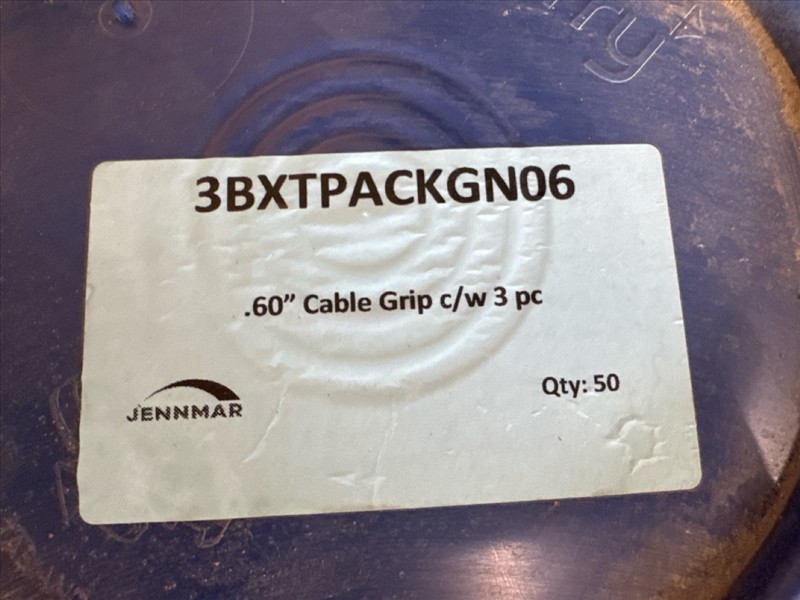 3BXTPACKGN06
.60” Cable Grip c/w 3 pc
Qty: 50
JENNMAR